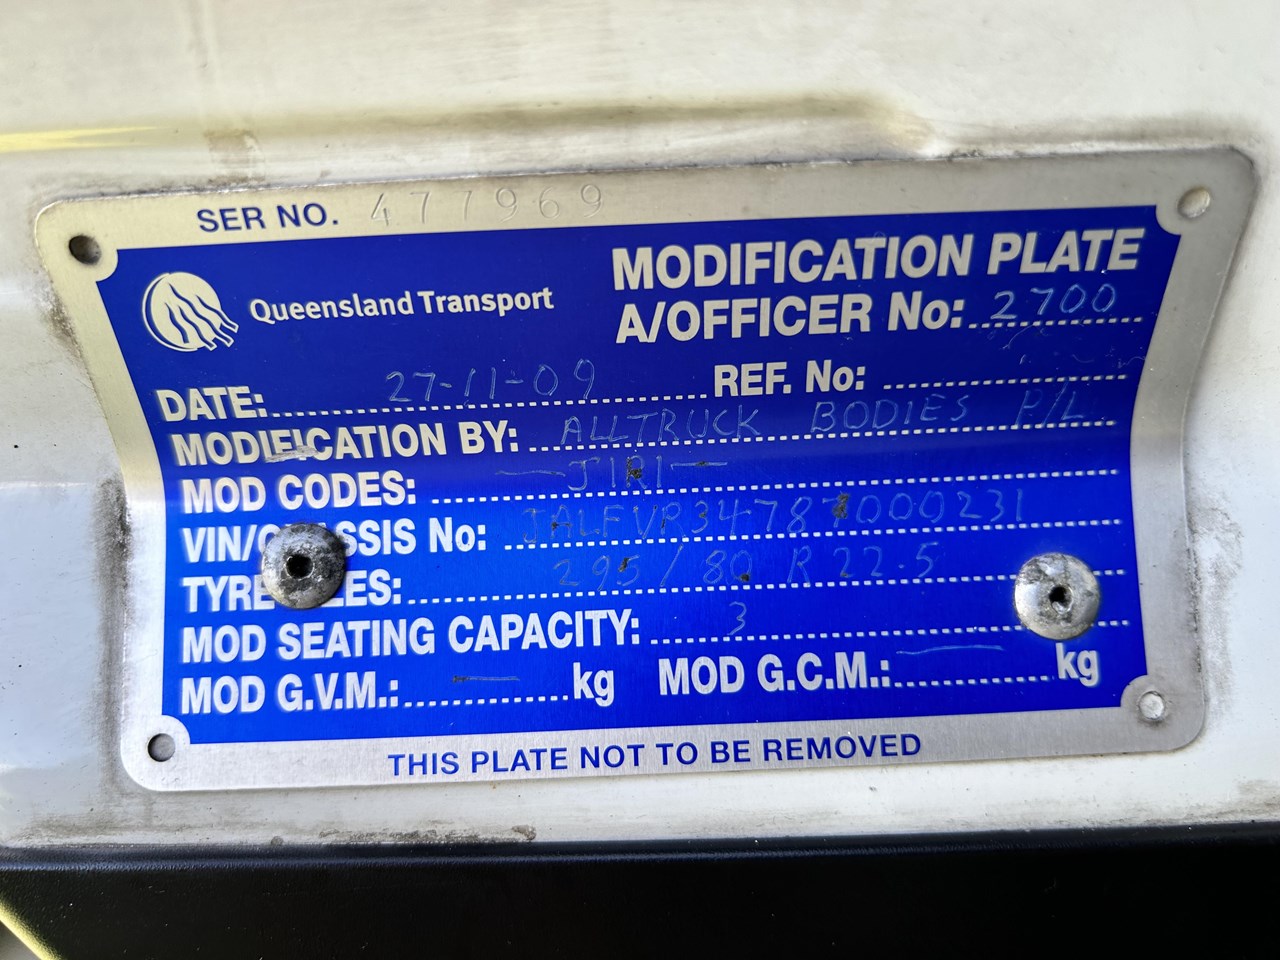 SER NO. 477969
Queensland Transport
MODIFICATION PLATE
A/OFFICER No: 2700
DATE: 27-11-09 REF. No:
MODIFICATION BY: ALLTRUCK BODIES P/L
MOD CODES: — J1R1 —
VIN/CHASSIS No: JALFVR34787000231
TYRE SIZES: 295/80 R 22.5
MOD SEATING CAPACITY: 3
MOD G.V.M.: — kg MOD G.C.M.: — kg
THIS PLATE NOT TO BE REMOVED